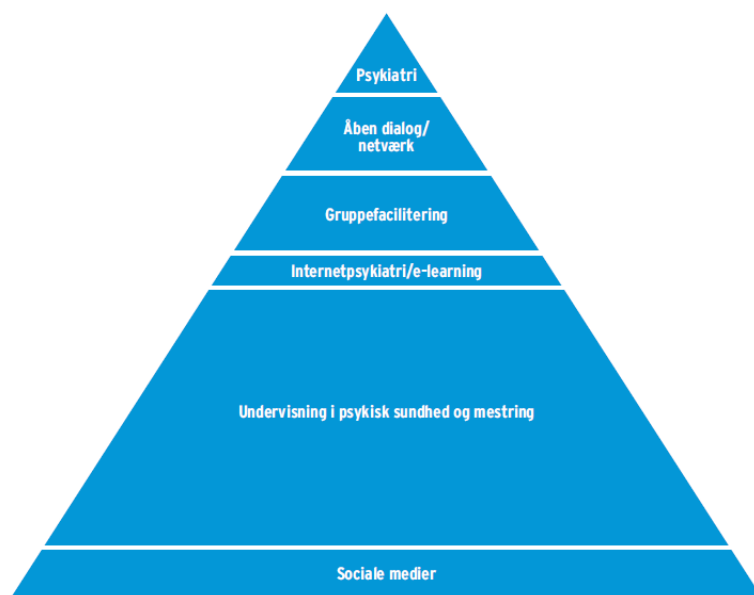 Psykiatri
Åben dialog/
netværk
Gruppefacilitering
Internetpsykiatri/e-learning
Undervisning i psykisk sundhed og mestring
Sociale medier